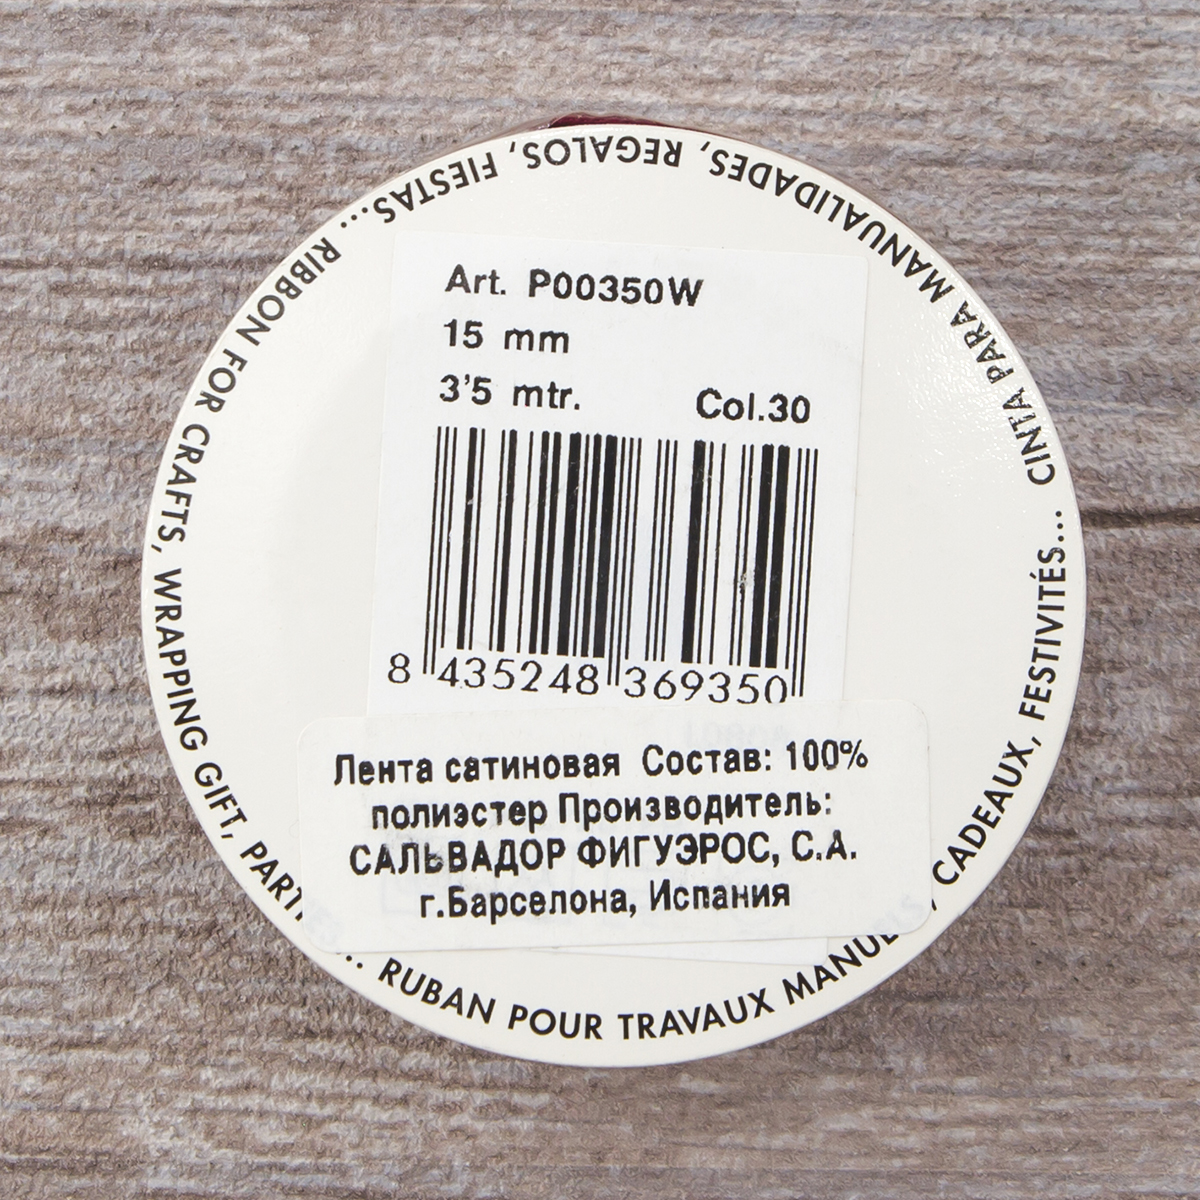 CINTA PARA MANUALIDADES, REGALOS, FIESTAS...
RIBBON FOR CRAFTS, WRAPPING GIFT,
RUBAN POUR TRAVAUX MANUELS, CADEAUX, FESTIVITÉS...
Art. P00350W
15 mm
3'5 mtr.
Col.30
8 435248 369350
Лента сатиновая Состав: 100%
полиэстер Производитель:
САЛЬВАДОР ФИГУЭРОС, С.А.
г.Барселона, Испания